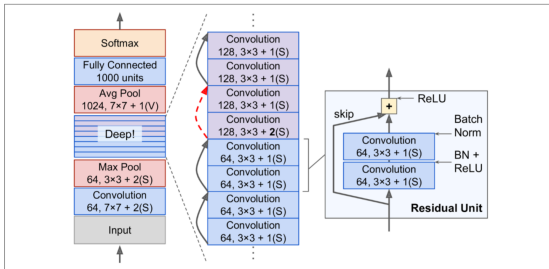 Softmax
Fully Connected
1000 units
Avg Pool
1024, 7×7 + 1(V)
Deep!
Max Pool
64, 3×3 + 2(S)
Convolution
64, 7×7 + 2(S)
Input
Convolution
128, 3×3 + 1(S)
Convolution
128, 3×3 + 1(S)
Convolution
128, 3×3 + 1(S)
Convolution
128, 3×3 + 2(S)
Convolution
64, 3×3 + 1(S)
Convolution
64, 3×3 + 1(S)
Convolution
64, 3×3 + 1(S)
Convolution
64, 3×3 + 1(S)
ReLU
+
skip
Batch
Norm
Convolution
64, 3×3 + 1(S)
BN +
ReLU
Convolution
64, 3×3 + 1(S)
Residual Unit